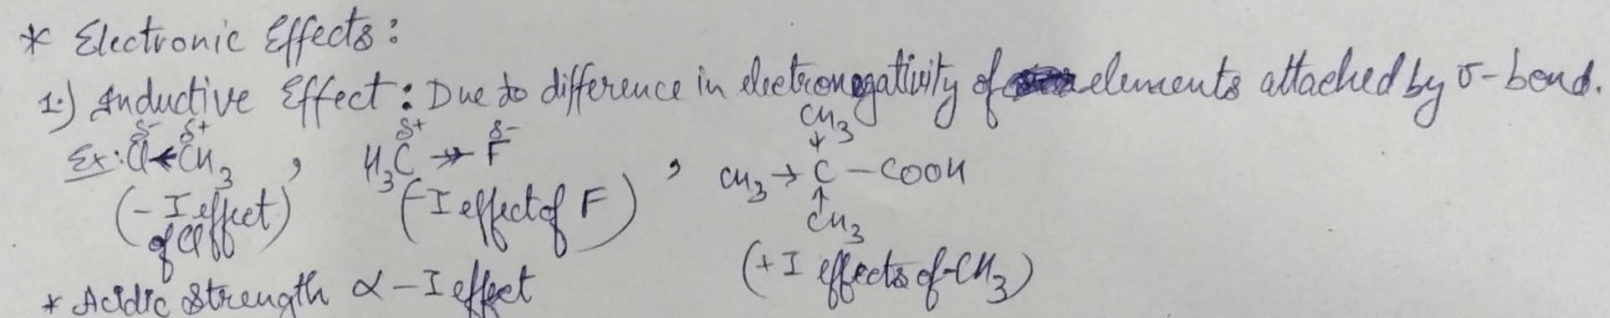 * Electronic Effects:
1.) Inductive Effect: Due to difference in electronegativity of elements attached by σ-bond.
Ex: Cl^δ- ← C^δ+H₃ , H₃C^δ+ → F^δ- , CH₃ → C(←CH₃)(←CH₃) – COOH
(-I effect of Cl) (-I effect of F) (+I effects of -CH₃)
* Acidic Strength ∝ -I effect